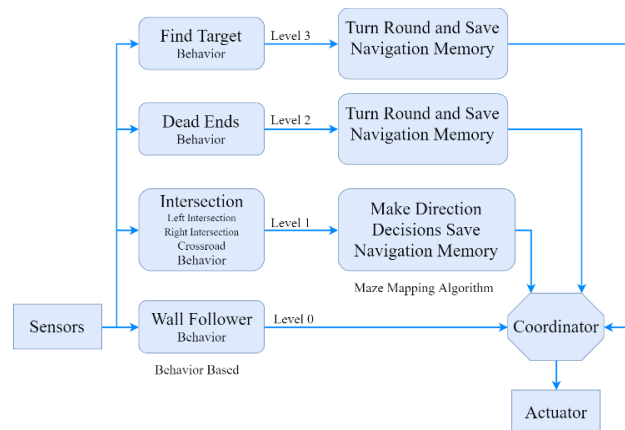 Find Target
Behavior
Level 3
Turn Round and Save
Navigation Memory
Dead Ends
Behavior
Level 2
Turn Round and Save
Navigation Memory
Intersection
Left Intersection
Right Intersection
Crossroad
Behavior
Level 1
Make Direction
Decisions Save
Navigation Memory
Maze Mapping Algorithm
Sensors
Wall Follower
Behavior
Level 0
Coordinator
Behavior Based
Actuator